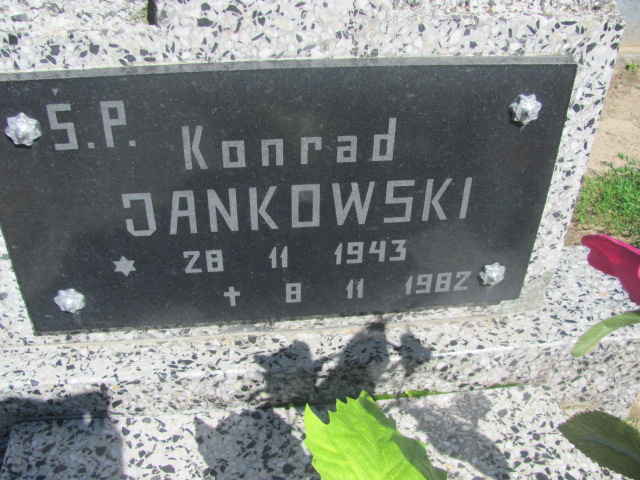 Ś.P. Konrad
JANKOWSKI
28 11 1943
8 11 1982